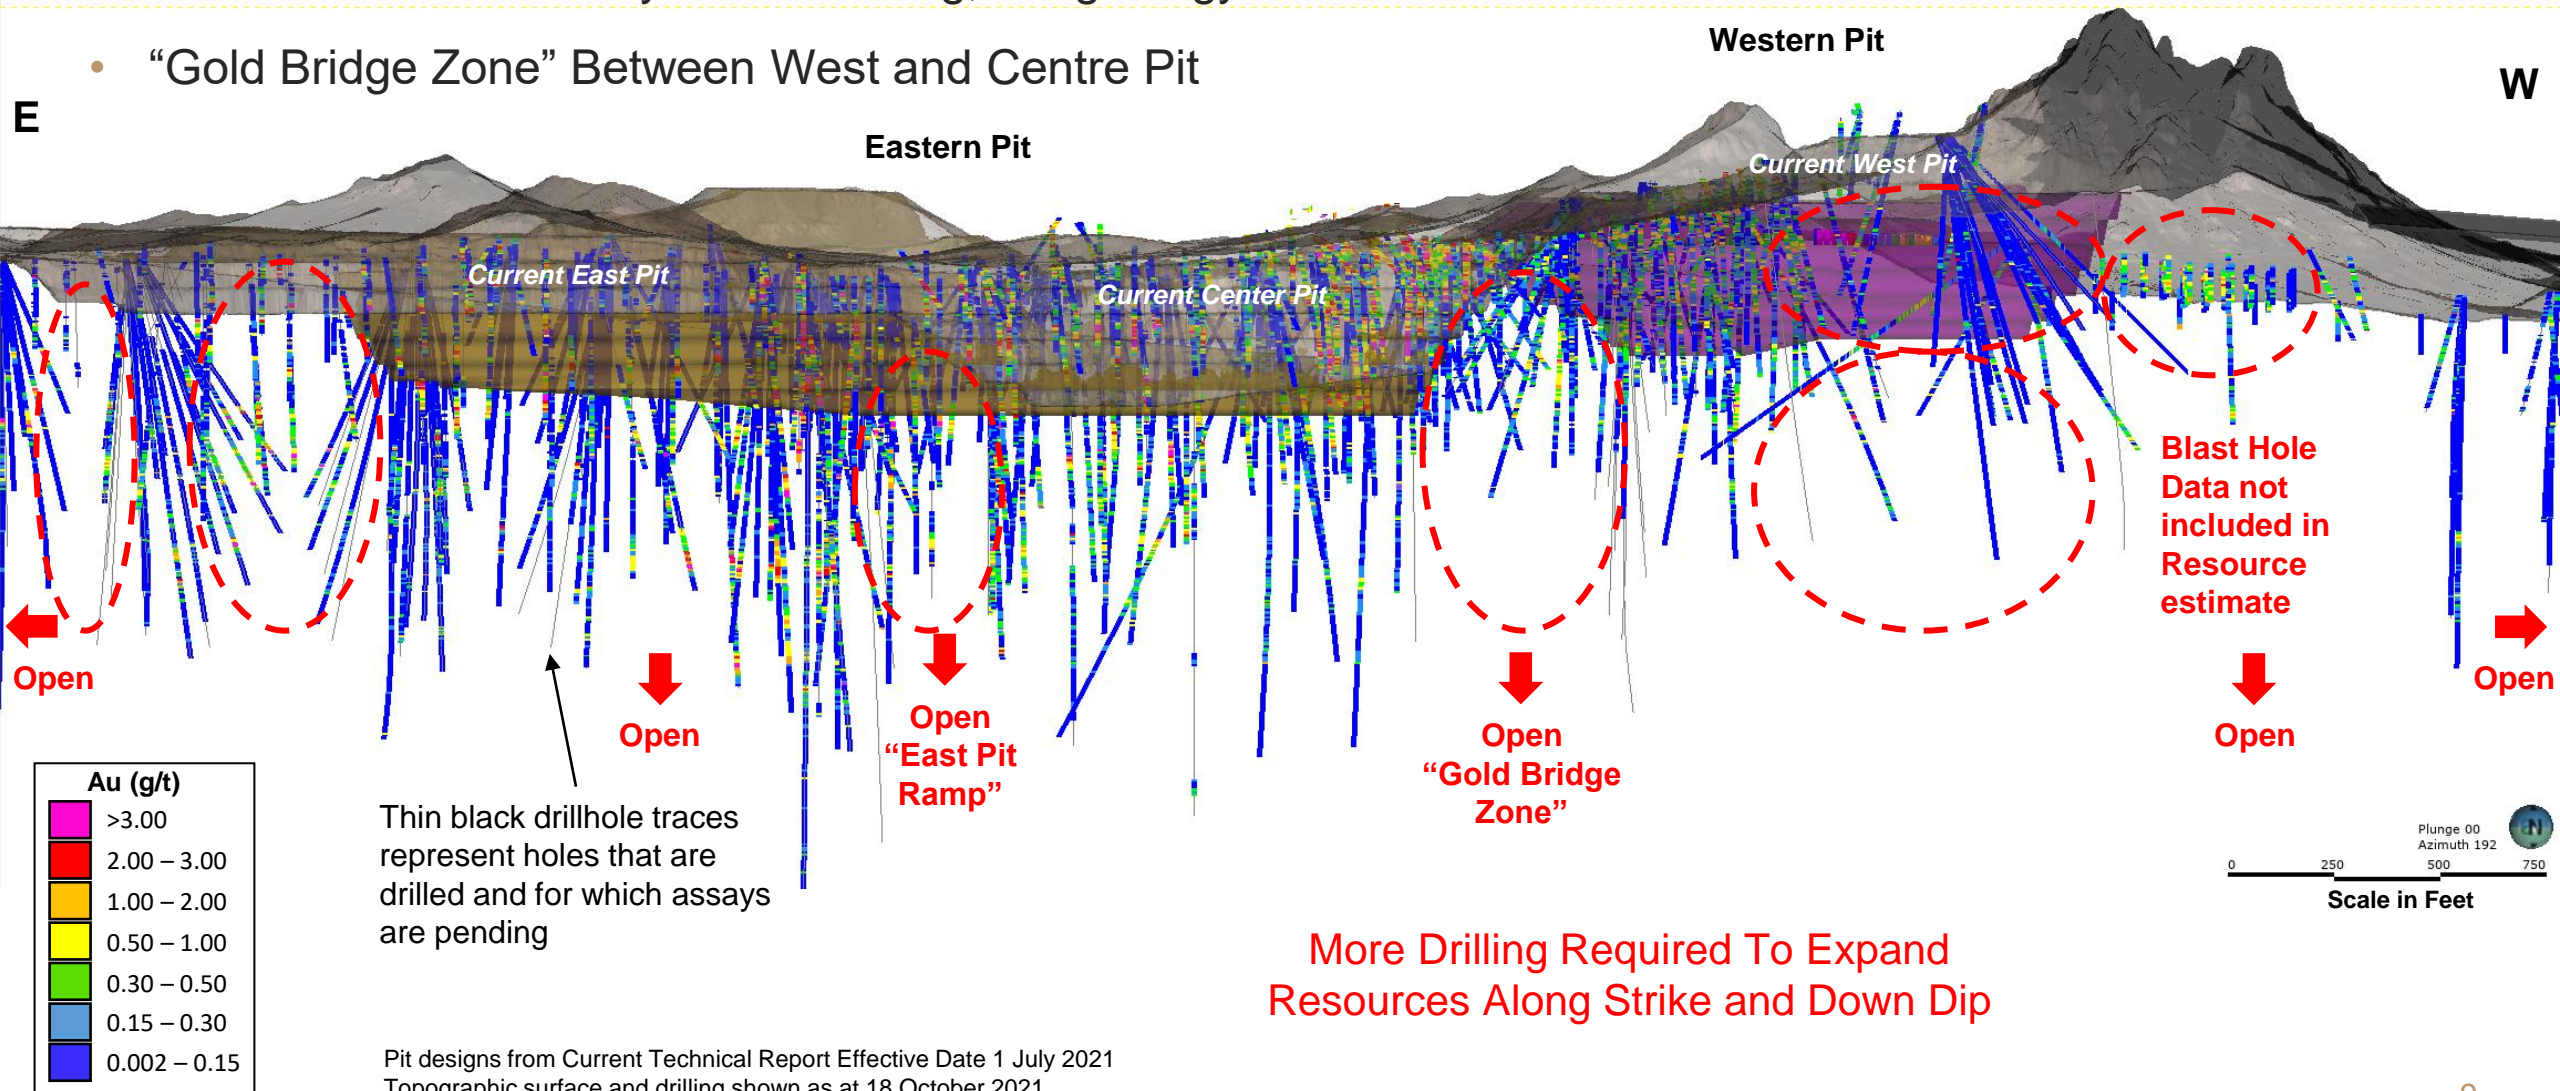 • “Gold Bridge Zone” Between West and Centre Pit
Western Pit
W
E
Eastern Pit
Current West Pit
Current East Pit
Current Center Pit
Blast Hole
Data not
included in
Resource
estimate
Open
Open
Open
“East Pit
Ramp”
Open
“Gold Bridge
Zone”
Open
Open
Au (g/t)
>3.00
2.00 – 3.00
1.00 – 2.00
0.50 – 1.00
0.30 – 0.50
0.15 – 0.30
0.002 – 0.15
Thin black drillhole traces
represent holes that are
drilled and for which assays
are pending
Plunge 00
Azimuth 192
N
0 250 500 750
Scale in Feet
More Drilling Required To Expand
Resources Along Strike and Down Dip
Pit designs from Current Technical Report Effective Date 1 July 2021
Topographic surface and drilling shown as at 18 October 2021